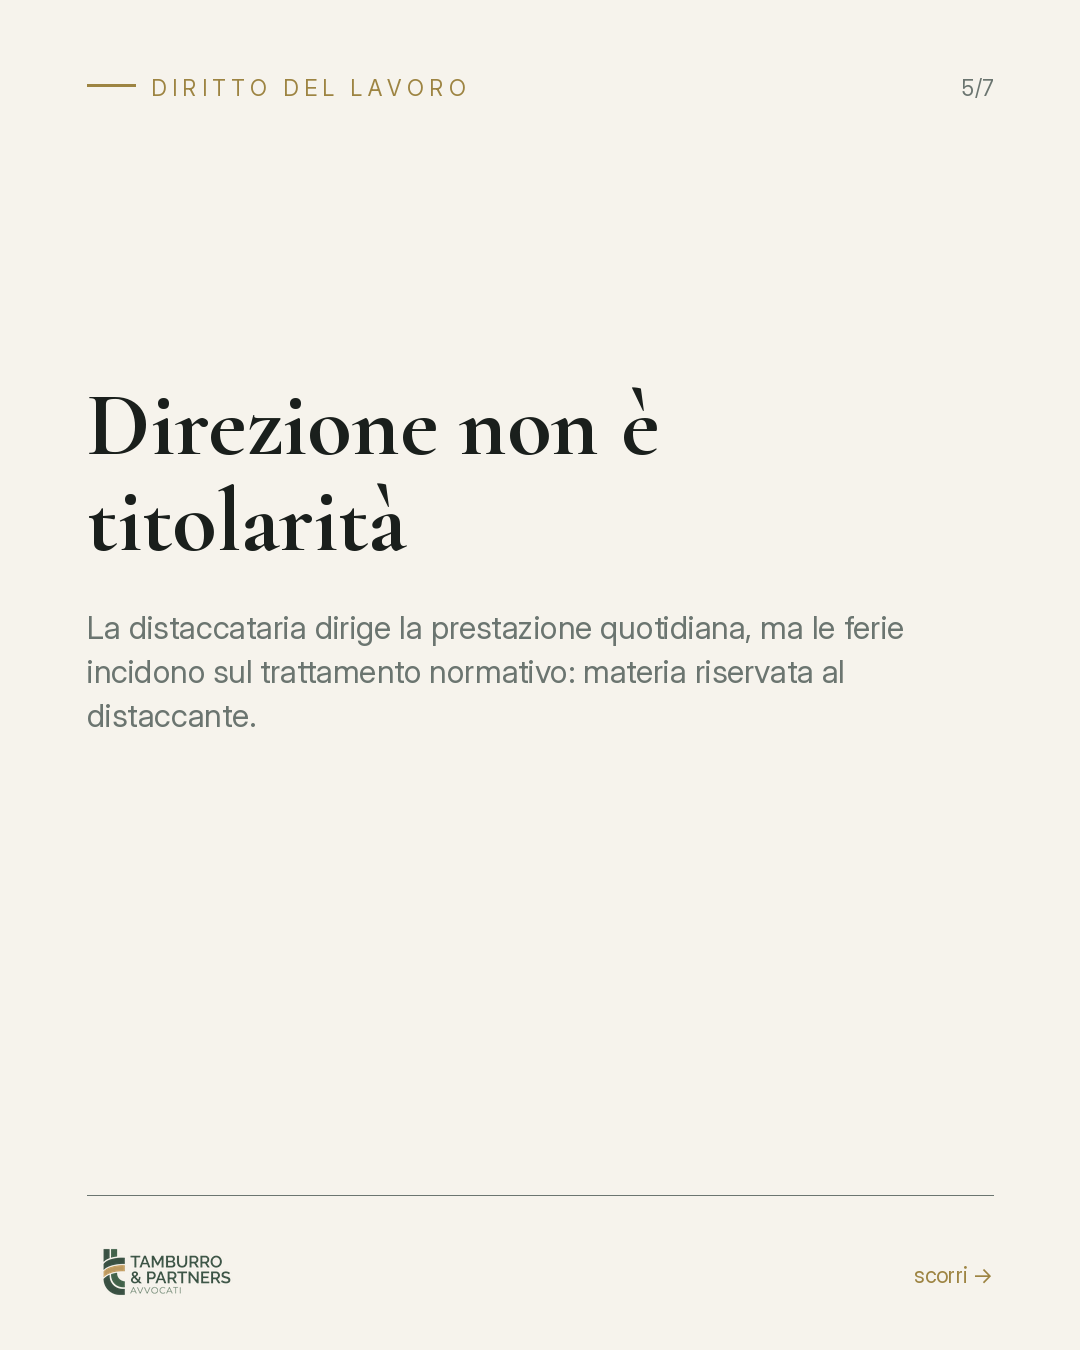 DIRITTO DEL LAVORO
5/7
Direzione non è
titolarità
La distaccataria dirige la prestazione quotidiana, ma le ferie
incidono sul trattamento normativo: materia riservata al
distaccante.
TAMBURRO
& PARTNERS
AVVOCATI
scorri →